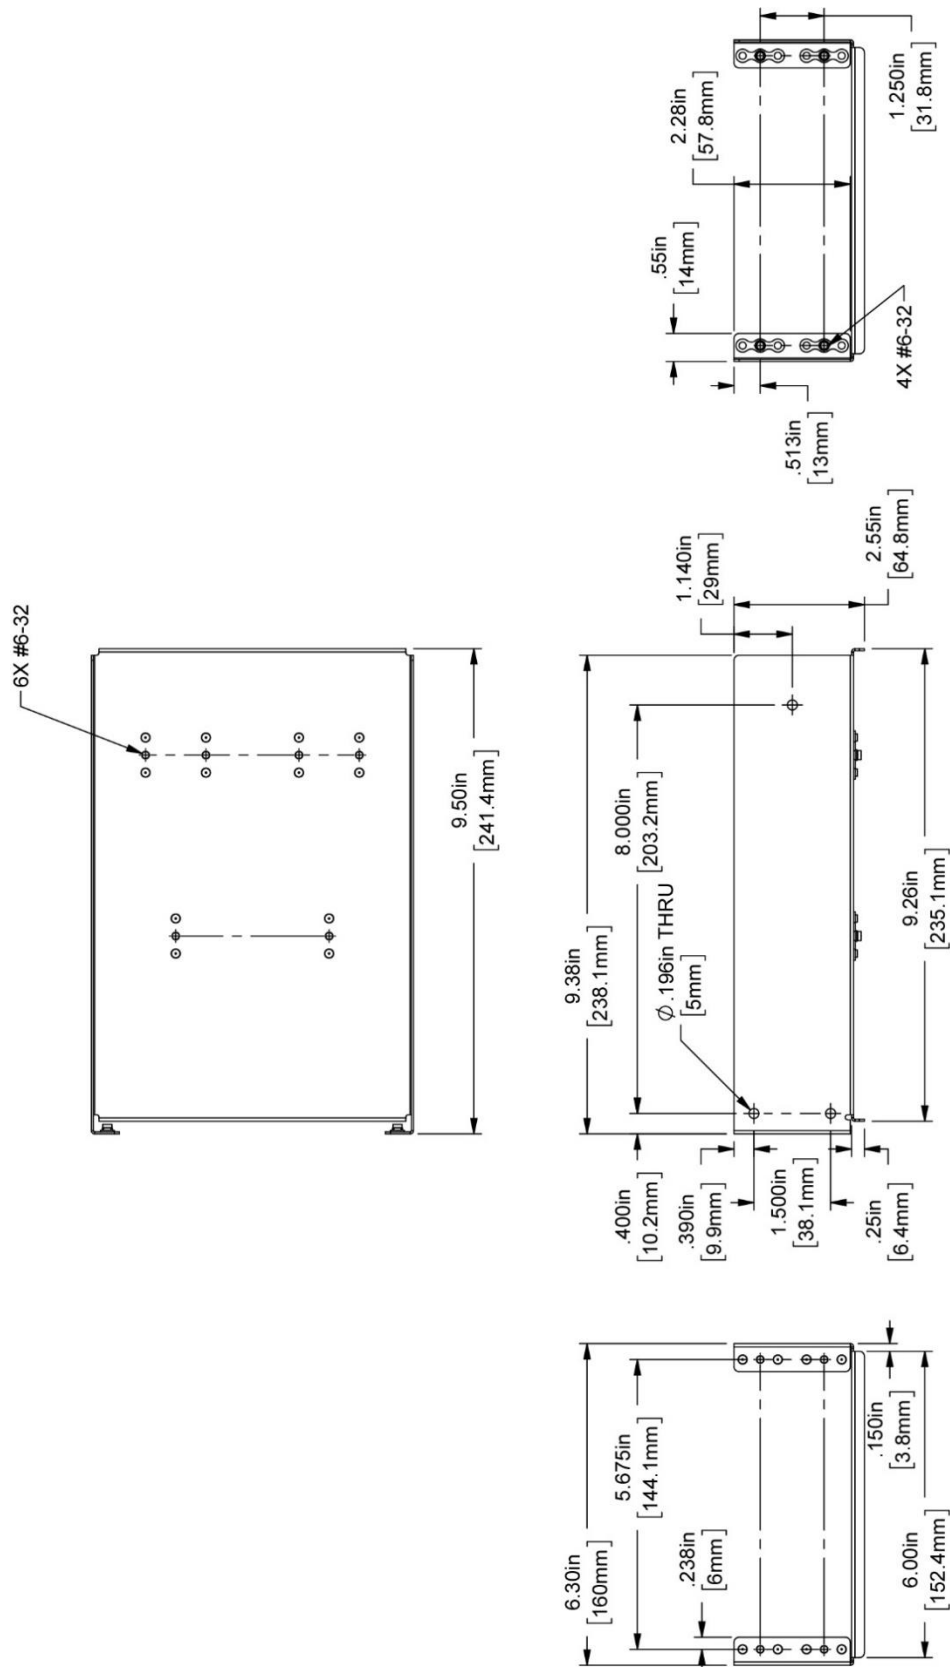 6X #6-32
9.50in
[241.4mm]
6.30in
[160mm]
5.675in
[144.1mm]
.238in
[6mm]
.150in
[3.8mm]
6.00in
[152.4mm]
9.38in
[238.1mm]
8.000in
[203.2mm]
Ø.196in THRU
[5mm]
.400in
[10.2mm]
.390in
[9.9mm]
1.500in
[38.1mm]
.25in
[6.4mm]
9.26in
[235.1mm]
1.140in
[29mm]
2.55in
[64.8mm]
.55in
[14mm]
2.28in
[57.8mm]
.513in
[13mm]
4X #6-32
1.250in
[31.8mm]